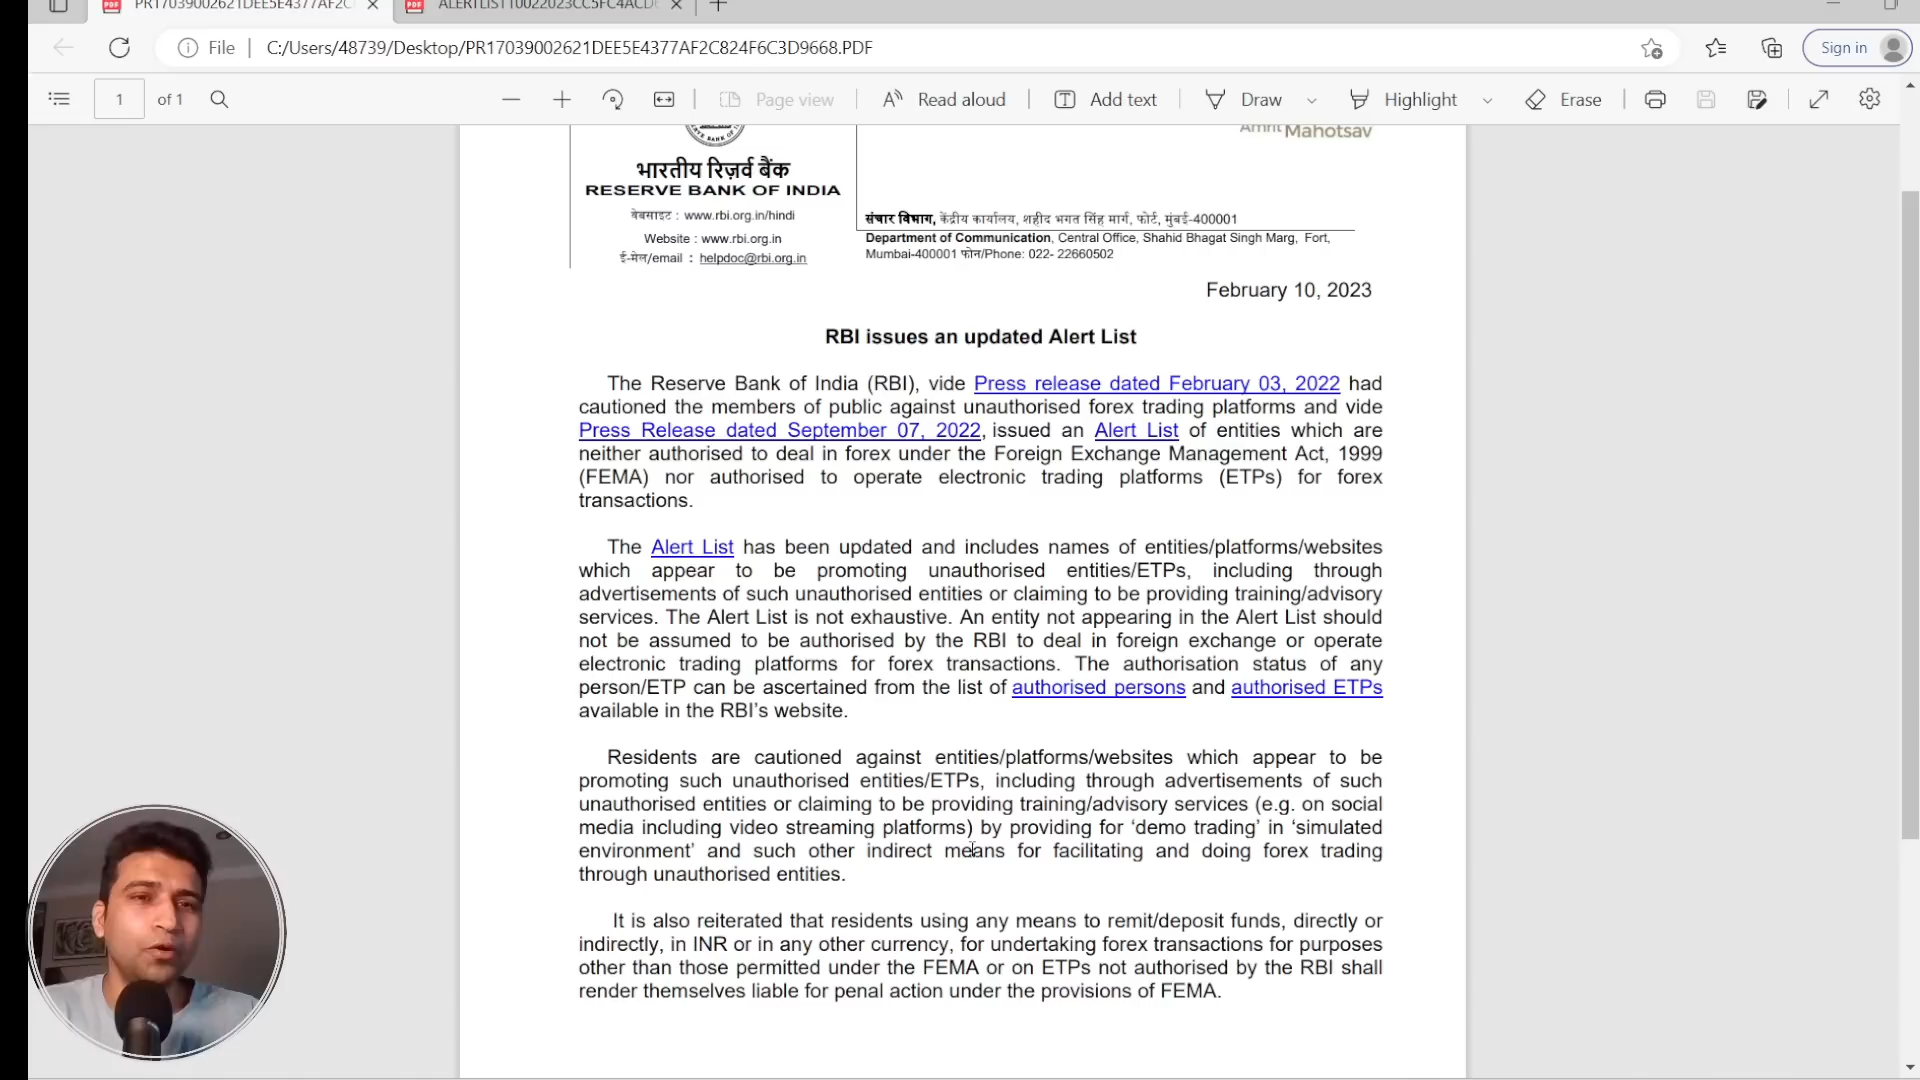 PR17039002621DEE5E4377AF2C
ALERTLIST10022023CC5FC4ACD
File
C:/Users/48739/Desktop/PR17039002621DEE5E4377AF2C824F6C3D9668.PDF
Sign in
1 of 1
Page view
Read aloud
Add text
Draw
Highlight
Erase
Amrit Mahotsav
भारतीय रिज़र्व बैंक
RESERVE BANK OF INDIA
वेबसाइट : www.rbi.org.in/hindi
Website : www.rbi.org.in
ई-मेल/email : helpdoc@rbi.org.in
संचार विभाग, केंद्रीय कार्यालय, शहीद भगत सिंह मार्ग, फोर्ट, मुंबई-400001
Department of Communication, Central Office, Shahid Bhagat Singh Marg, Fort,
Mumbai-400001 फोन/Phone: 022- 22660502
February 10, 2023
RBI issues an updated Alert List
The Reserve Bank of India (RBI), vide Press release dated February 03, 2022 had
cautioned the members of public against unauthorised forex trading platforms and vide
Press Release dated September 07, 2022, issued an Alert List of entities which are
neither authorised to deal in forex under the Foreign Exchange Management Act, 1999
(FEMA) nor authorised to operate electronic trading platforms (ETPs) for forex
transactions.
The Alert List has been updated and includes names of entities/platforms/websites
which appear to be promoting unauthorised entities/ETPs, including through
advertisements of such unauthorised entities or claiming to be providing training/advisory
services. The Alert List is not exhaustive. An entity not appearing in the Alert List should
not be assumed to be authorised by the RBI to deal in foreign exchange or operate
electronic trading platforms for forex transactions. The authorisation status of any
person/ETP can be ascertained from the list of authorised persons and authorised ETPs
available in the RBI's website.
Residents are cautioned against entities/platforms/websites which appear to be
promoting such unauthorised entities/ETPs, including through advertisements of such
unauthorised entities or claiming to be providing training/advisory services (e.g. on social
media including video streaming platforms) by providing for ‘demo trading’ in ‘simulated
environment’ and such other indirect means for facilitating and doing forex trading
through unauthorised entities.
It is also reiterated that residents using any means to remit/deposit funds, directly or
indirectly, in INR or in any other currency, for undertaking forex transactions for purposes
other than those permitted under the FEMA or on ETPs not authorised by the RBI shall
render themselves liable for penal action under the provisions of FEMA.